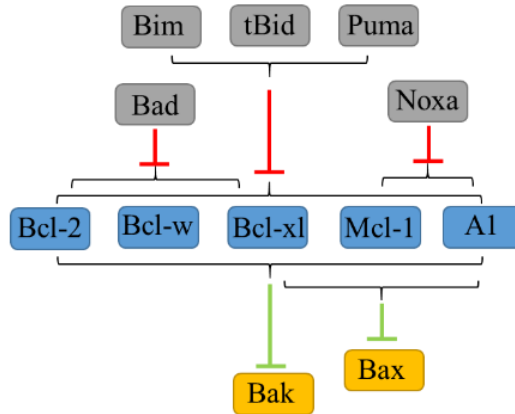 Bim tBid Puma
Bad Noxa
Bcl-2 Bcl-w Bcl-xl Mcl-1 A1
Bak Bax